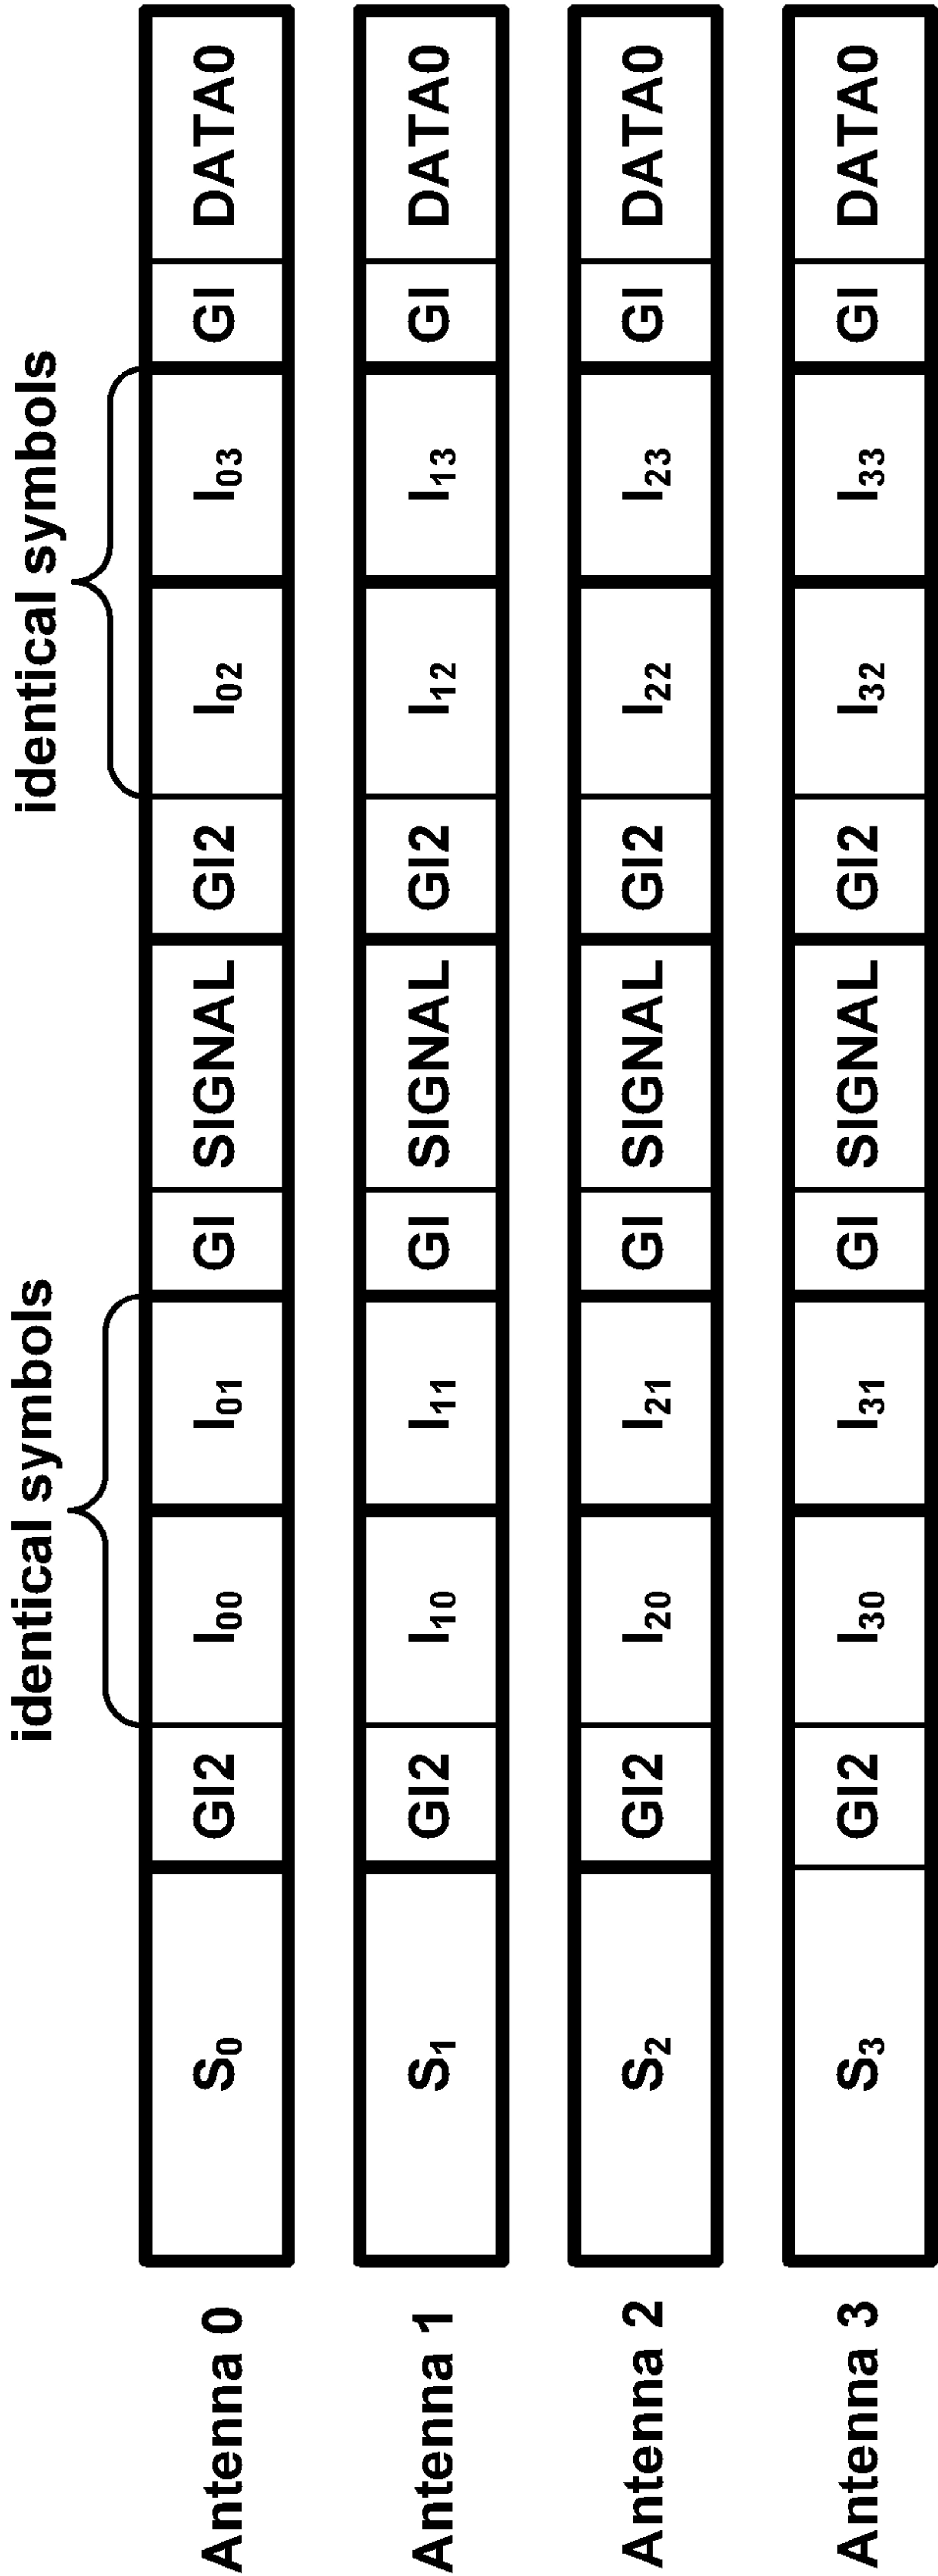 identical symbols identical symbols
Antenna 0 S₀ GI2 I₀₀ I₀₁ GI SIGNAL GI2 I₀₂ I₀₃ GI DATA0
Antenna 1 S₁ GI2 I₁₀ I₁₁ GI SIGNAL GI2 I₁₂ I₁₃ GI DATA0
Antenna 2 S₂ GI2 I₂₀ I₂₁ GI SIGNAL GI2 I₂₂ I₂₃ GI DATA0
Antenna 3 S₃ GI2 I₃₀ I₃₁ GI SIGNAL GI2 I₃₂ I₃₃ GI DATA0